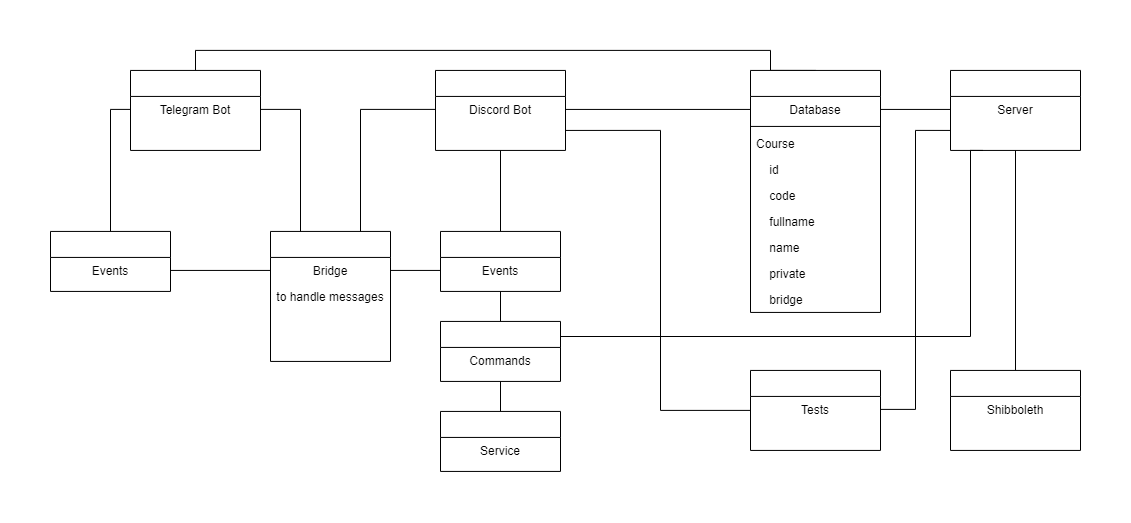 Telegram Bot
Discord Bot
Database
Server
Course
id
code
fullname
name
private
bridge
Events
Bridge
to handle messages
Events
Commands
Service
Tests
Shibboleth